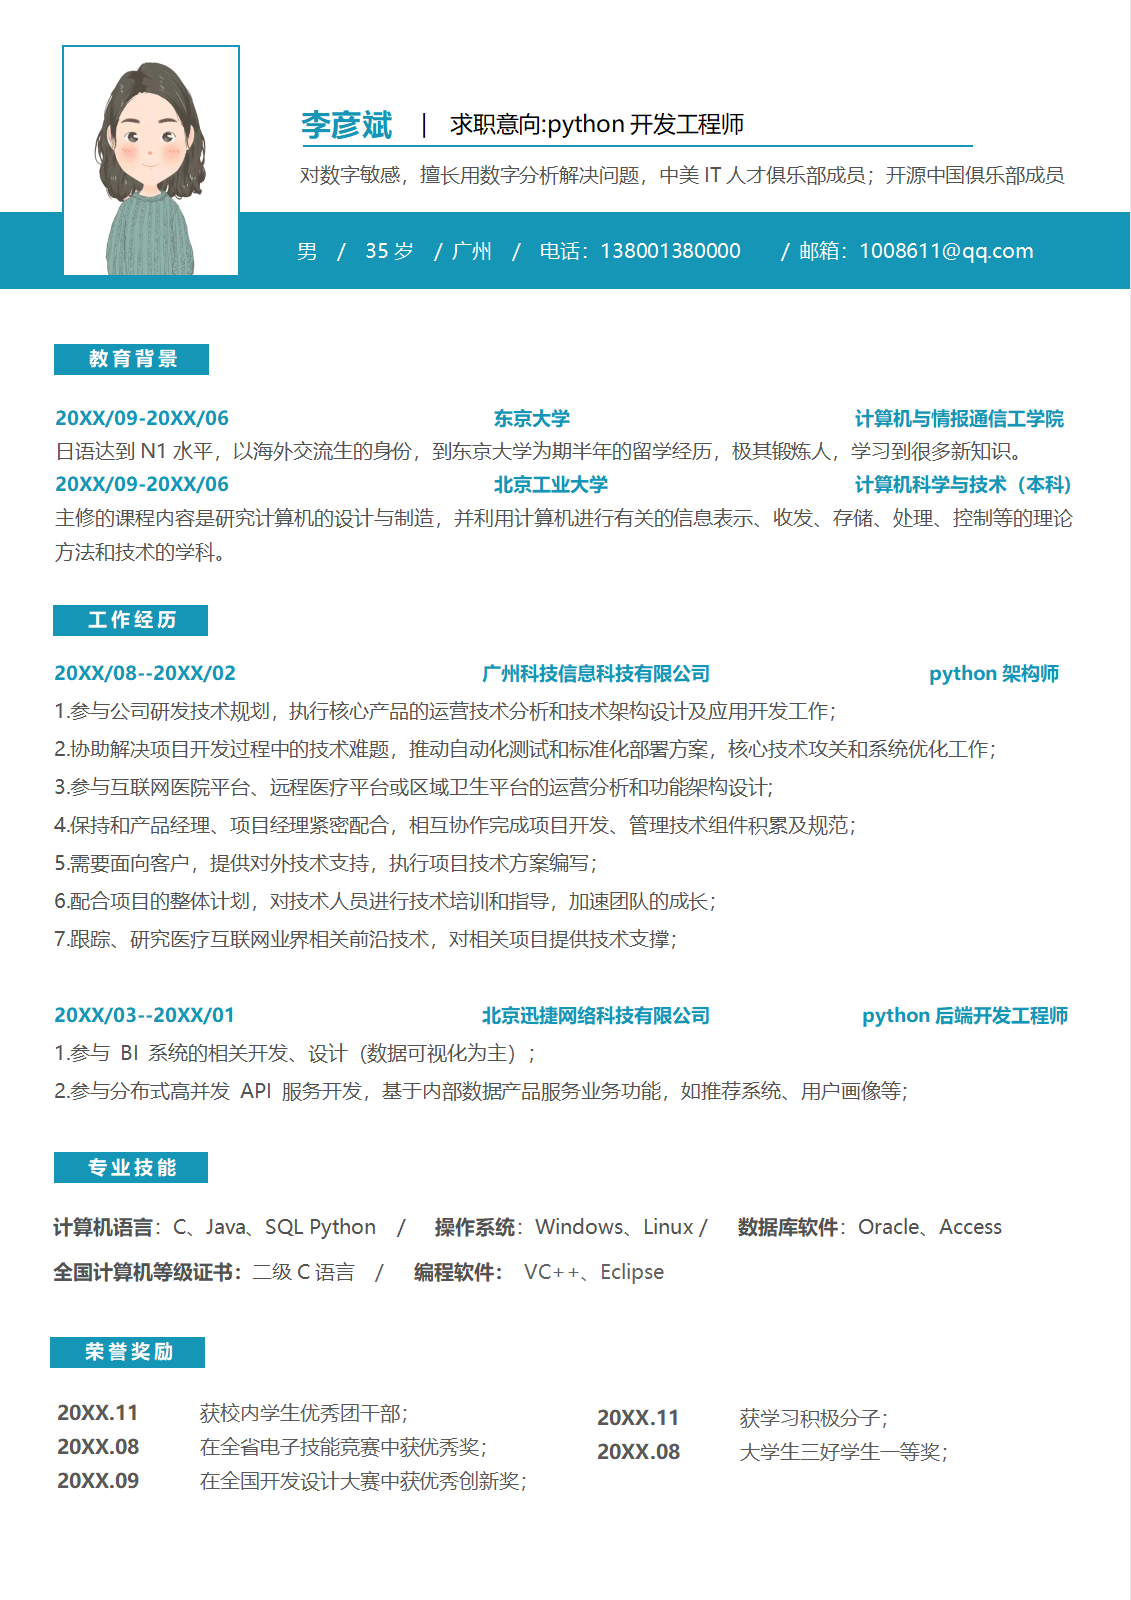 李彦斌 | 求职意向:python 开发工程师
对数字敏感，擅长用数字分析解决问题，中美 IT 人才俱乐部成员；开源中国俱乐部成员
男 / 35 岁 / 广州 / 电话：138001380000 / 邮箱：1008611@qq.com
教育背景
20XX/09-20XX/06 东京大学 计算机与情报通信工学院
日语达到 N1 水平，以海外交流生的身份，到东京大学为期半年的留学经历，极其锻炼人，学习到很多新知识。
20XX/09-20XX/06 北京工业大学 计算机科学与技术（本科)
主修的课程内容是研究计算机的设计与制造，并利用计算机进行有关的信息表示、收发、存储、处理、控制等的理论
方法和技术的学科。
工作经历
20XX/08--20XX/02 广州科技信息科技有限公司 python 架构师
1.参与公司研发技术规划，执行核心产品的运营技术分析和技术架构设计及应用开发工作；
2.协助解决项目开发过程中的技术难题，推动自动化测试和标准化部署方案，核心技术攻关和系统优化工作；
3.参与互联网医院平台、远程医疗平台或区域卫生平台的运营分析和功能架构设计;
4.保持和产品经理、项目经理紧密配合，相互协作完成项目开发、管理技术组件积累及规范；
5.需要面向客户，提供对外技术支持，执行项目技术方案编写；
6.配合项目的整体计划，对技术人员进行技术培训和指导，加速团队的成长；
7.跟踪、研究医疗互联网业界相关前沿技术，对相关项目提供技术支撑；
20XX/03--20XX/01 北京迅捷网络科技有限公司 python 后端开发工程师
1.参与 BI 系统的相关开发、设计（数据可视化为主）；
2.参与分布式高并发 API 服务开发，基于内部数据产品服务业务功能，如推荐系统、用户画像等；
专业技能
计算机语言：C、Java、SQL Python / 操作系统：Windows、Linux / 数据库软件：Oracle、Access
全国计算机等级证书：二级 C 语言 / 编程软件： VC++、Eclipse
荣誉奖励
20XX.11 获校内学生优秀团干部；
20XX.08 在全省电子技能竞赛中获优秀奖；
20XX.09 在全国开发设计大赛中获优秀创新奖；
20XX.11 获学习积极分子；
20XX.08 大学生三好学生一等奖；